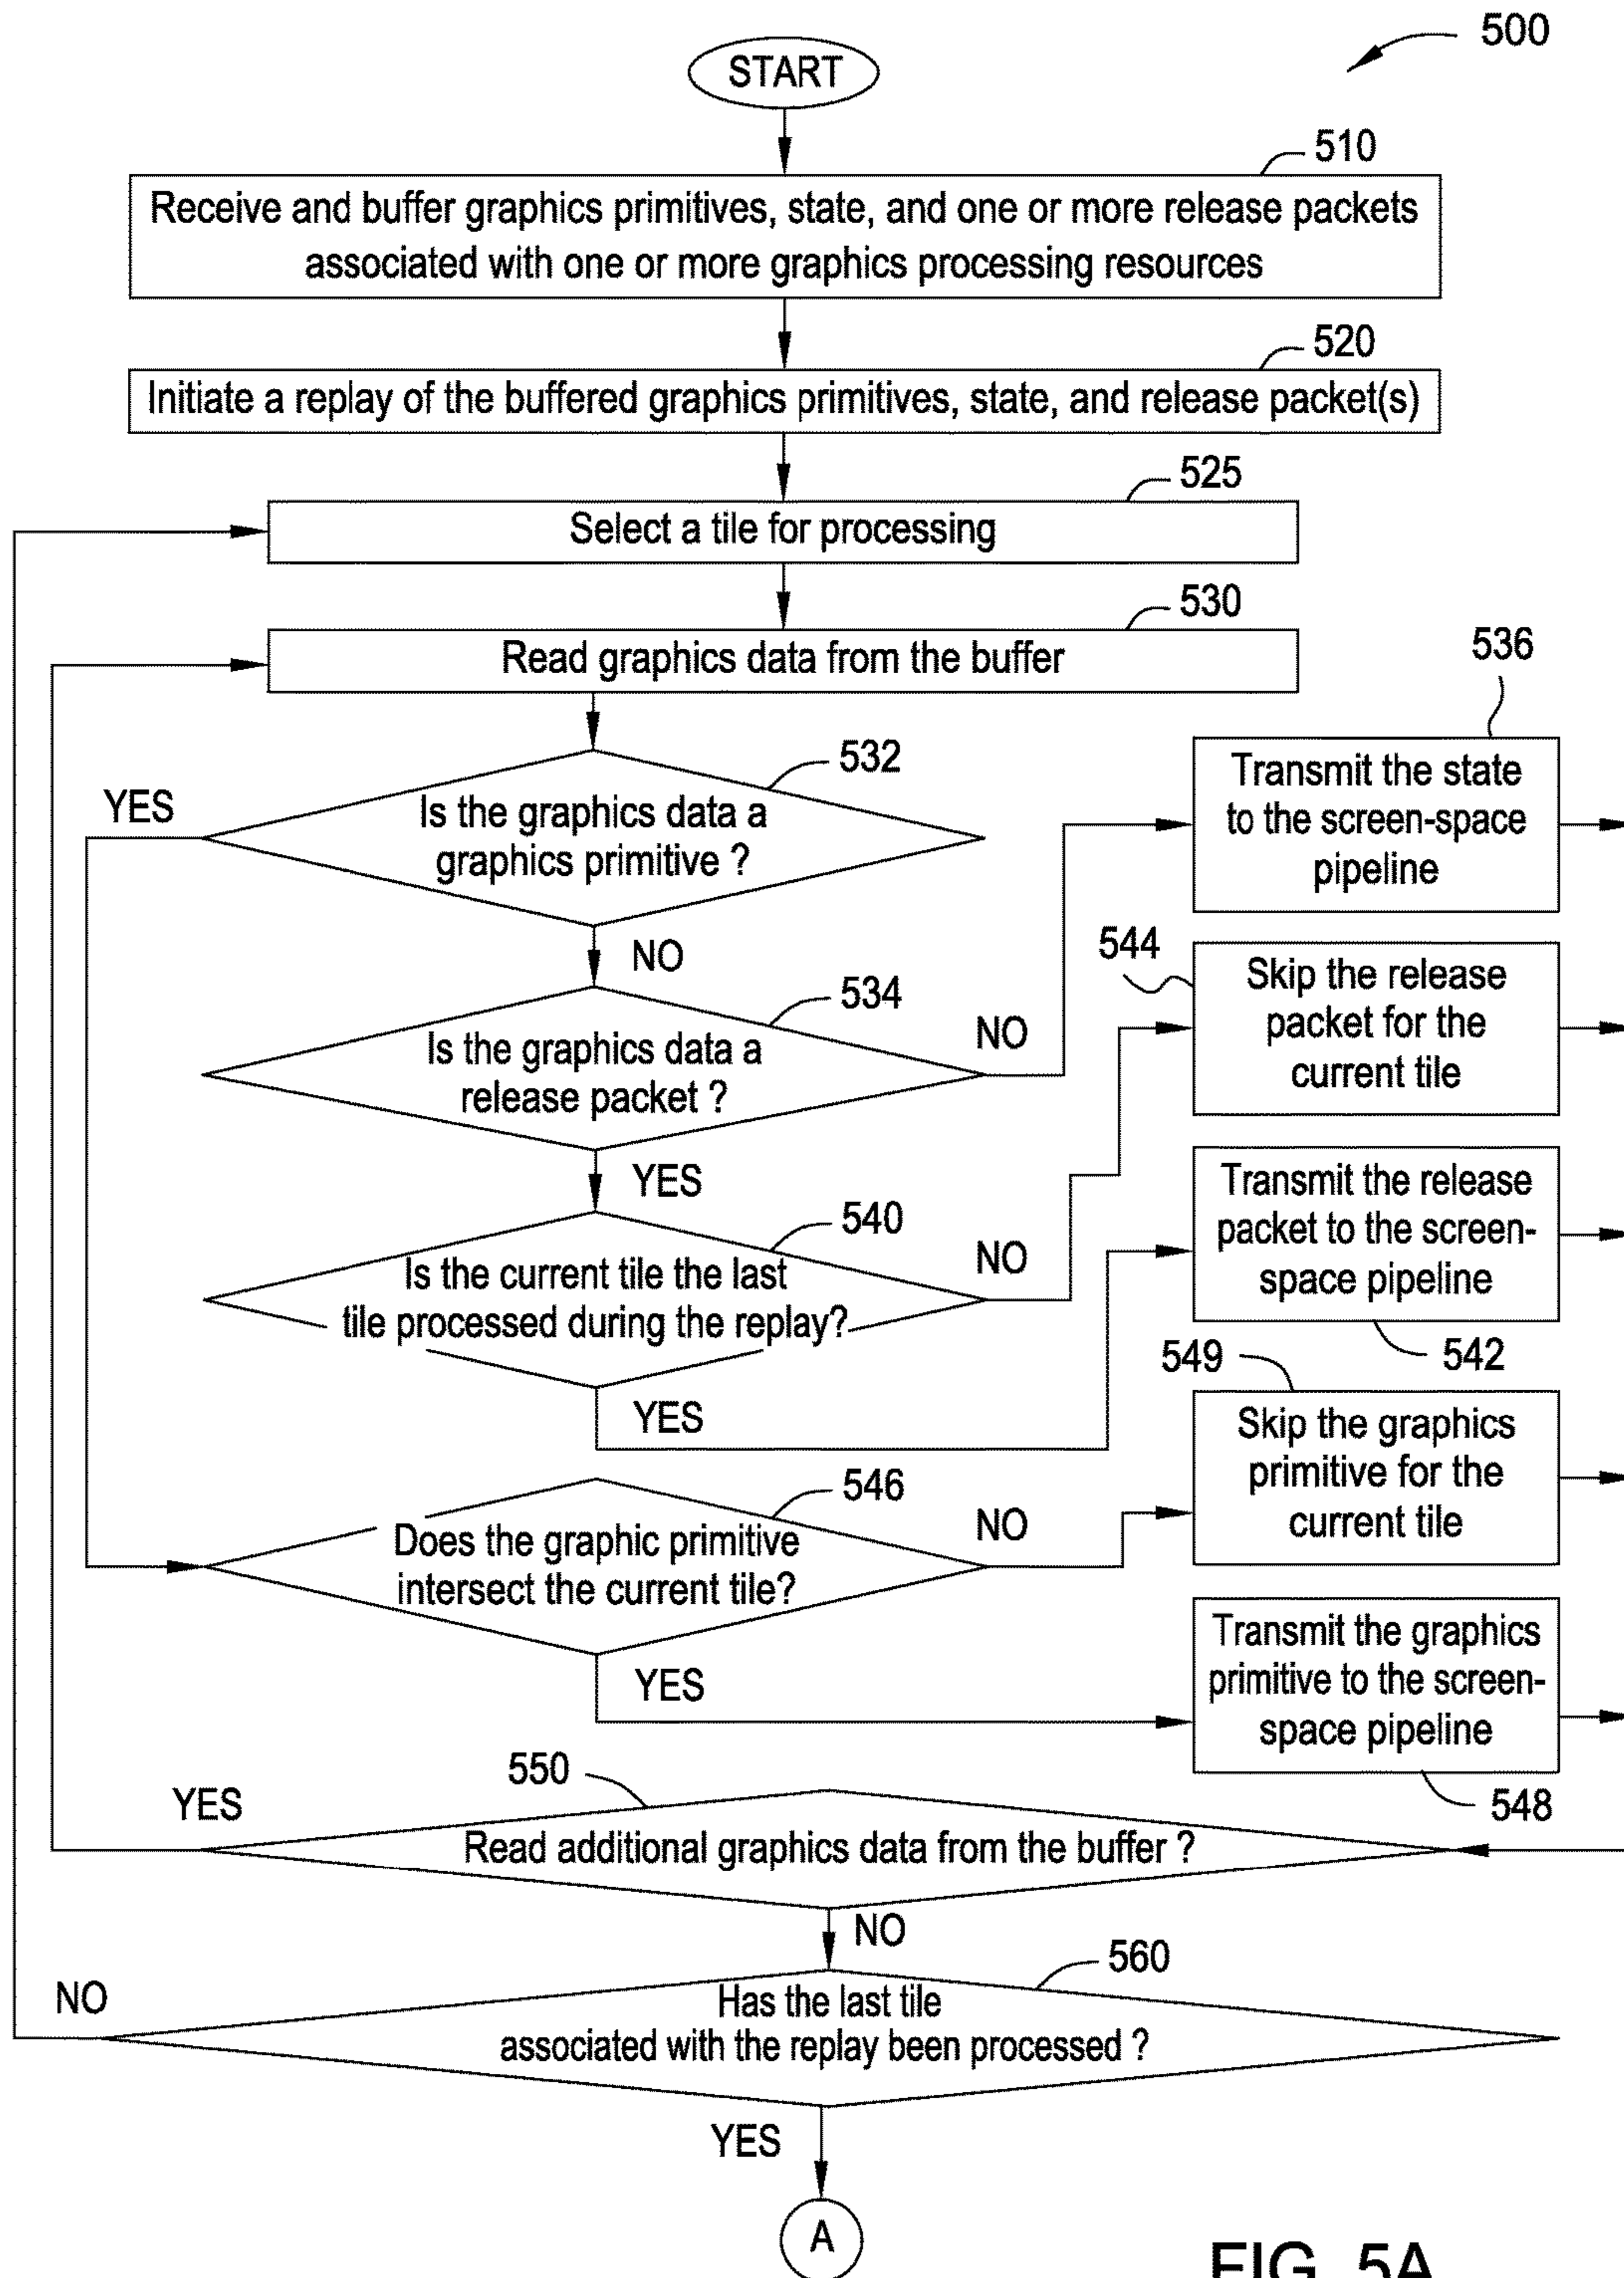 500
START
510
Receive and buffer graphics primitives, state, and one or more release packets
associated with one or more graphics processing resources
520
Initiate a replay of the buffered graphics primitives, state, and release packet(s)
525
Select a tile for processing
530
Read graphics data from the buffer
536
Transmit the state
to the screen-space
pipeline
532
YES
Is the graphics data a
graphics primitive ?
NO
544
Skip the release
packet for the
current tile
534
NO
Is the graphics data a
release packet ?
YES
Transmit the release
packet to the screen-
space pipeline
542
540
NO
Is the current tile the last
tile processed during the replay?
YES
549
Skip the graphics
primitive for the
current tile
546
NO
Does the graphic primitive
intersect the current tile?
YES
Transmit the graphics
primitive to the screen-
space pipeline
548
550
YES
Read additional graphics data from the buffer ?
NO
560
NO
Has the last tile
associated with the replay been processed ?
YES
A
FIG. 5A